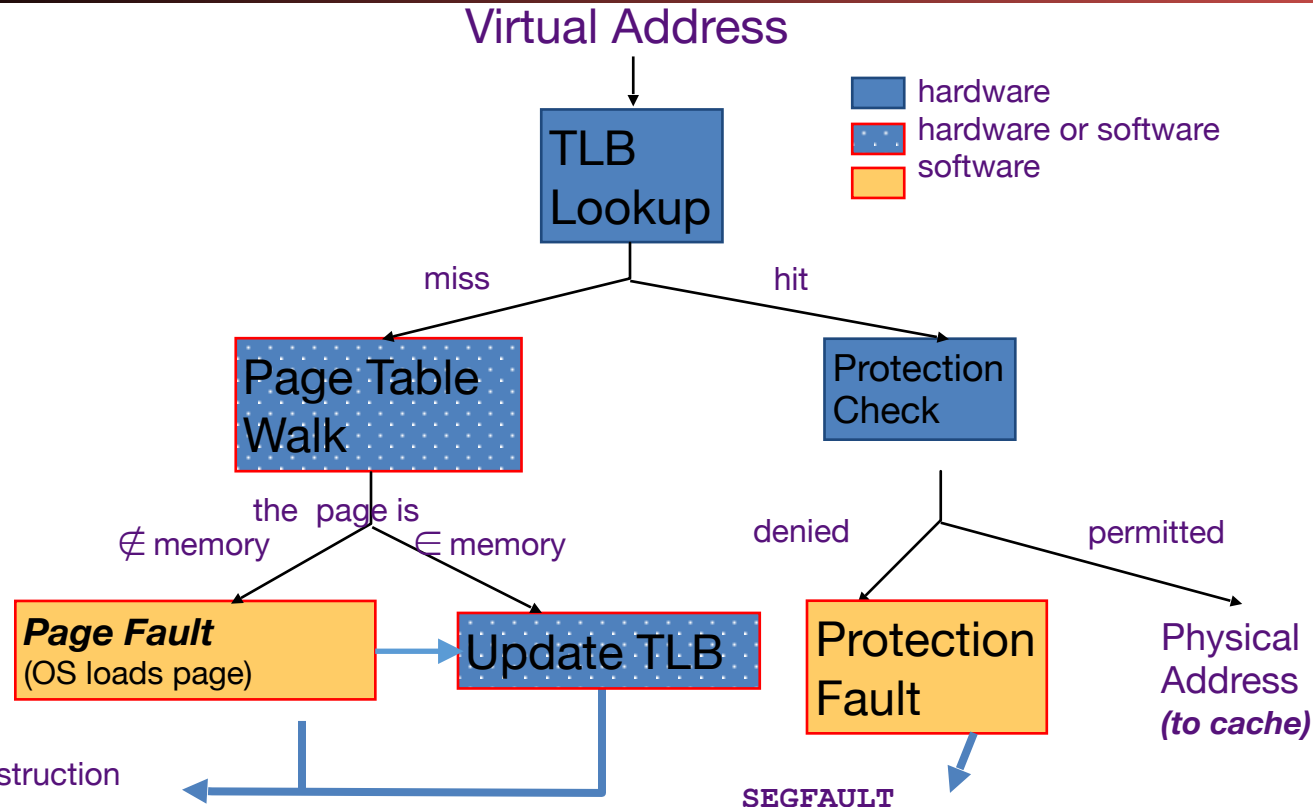 Virtual Address
hardware
hardware or software
software
TLB
Lookup
miss
hit
Page Table
Walk
Protection
Check
the page is
∉ memory
∈ memory
denied
permitted
Page Fault
(OS loads page)
Update TLB
Protection
Fault
Physical
Address
(to cache)
struction
SEGFAULT